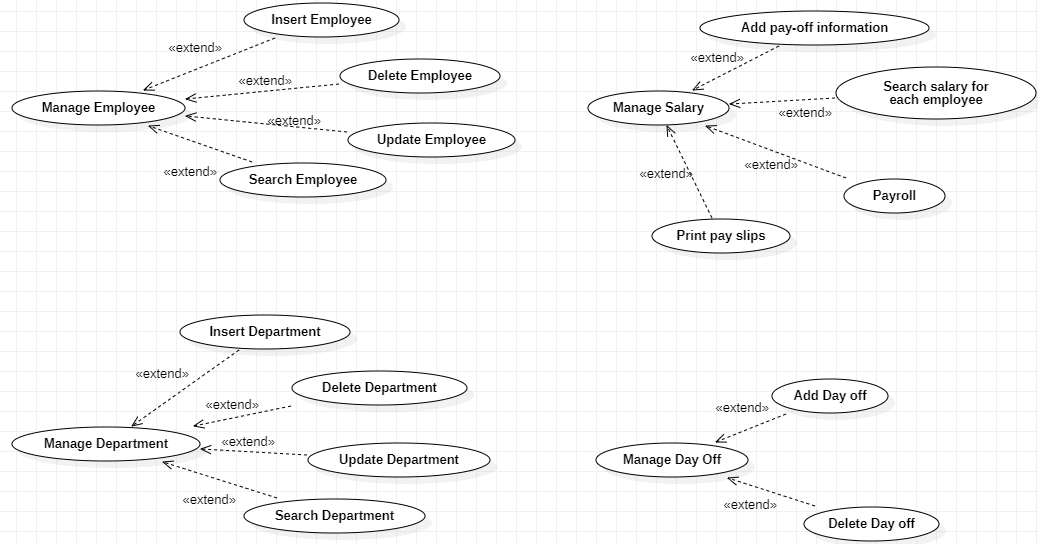 Insert Employee
«extend»
Delete Employee
«extend»
Manage Employee
«extend»
Update Employee
«extend»
Search Employee
Add pay-off information
«extend»
Search salary for
each employee
Manage Salary
«extend»
«extend»
«extend»
Payroll
Print pay slips
Insert Department
«extend»
Delete Department
«extend»
Manage Department
«extend»
Update Department
«extend»
Search Department
Add Day off
«extend»
Manage Day Off
«extend»
Delete Day off